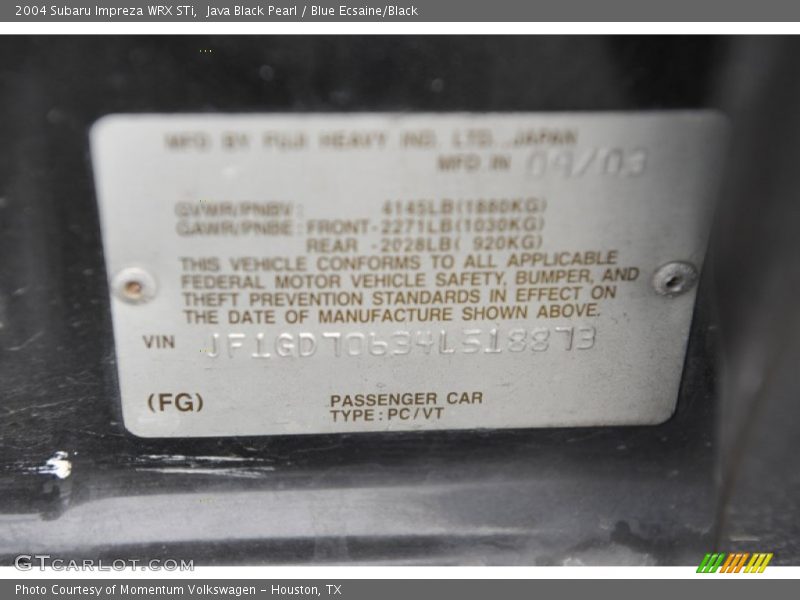 2004 Subaru Impreza WRX STi, Java Black Pearl / Blue Ecsaine/Black
MFG BY FUJI HEAVY IND. LTD., JAPAN
MFD IN 09/03
GVWR/PNBV: 4145LB(1880KG)
GAWR/PNBE: FRONT-2271LB(1030KG)
REAR -2028LB( 920KG)
THIS VEHICLE CONFORMS TO ALL APPLICABLE
FEDERAL MOTOR VEHICLE SAFETY, BUMPER, AND
THEFT PREVENTION STANDARDS IN EFFECT ON
THE DATE OF MANUFACTURE SHOWN ABOVE.
VIN JF1GD70634L518873
(FG) PASSENGER CAR
TYPE:PC/VT
GTCARLOT.COM
Photo Courtesy of Momentum Volkswagen - Houston, TX